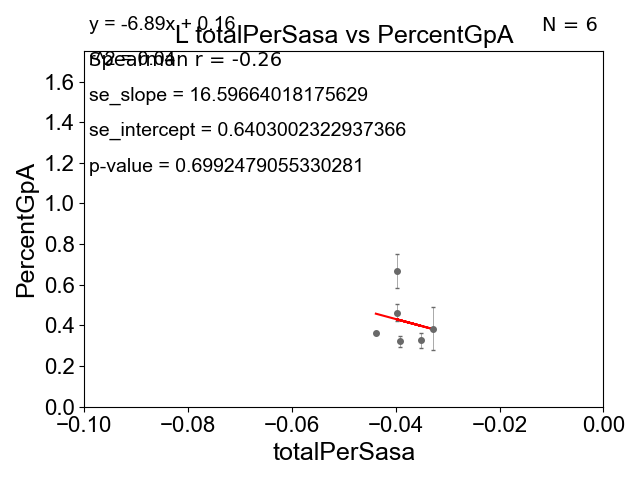 y = -6.89x + 0.16
N = 6
L totalPerSasa vs PercentGpA
Spearman r = -0.26
se_slope = 16.59664018175629
se_intercept = 0.6403002322937366
p-value = 0.6992479055330281
PercentGpA
1.6
1.4
1.2
1.0
0.8
0.6
0.4
0.2
0.0
−0.10 −0.08 −0.06 −0.04 −0.02 0.00
totalPerSasa